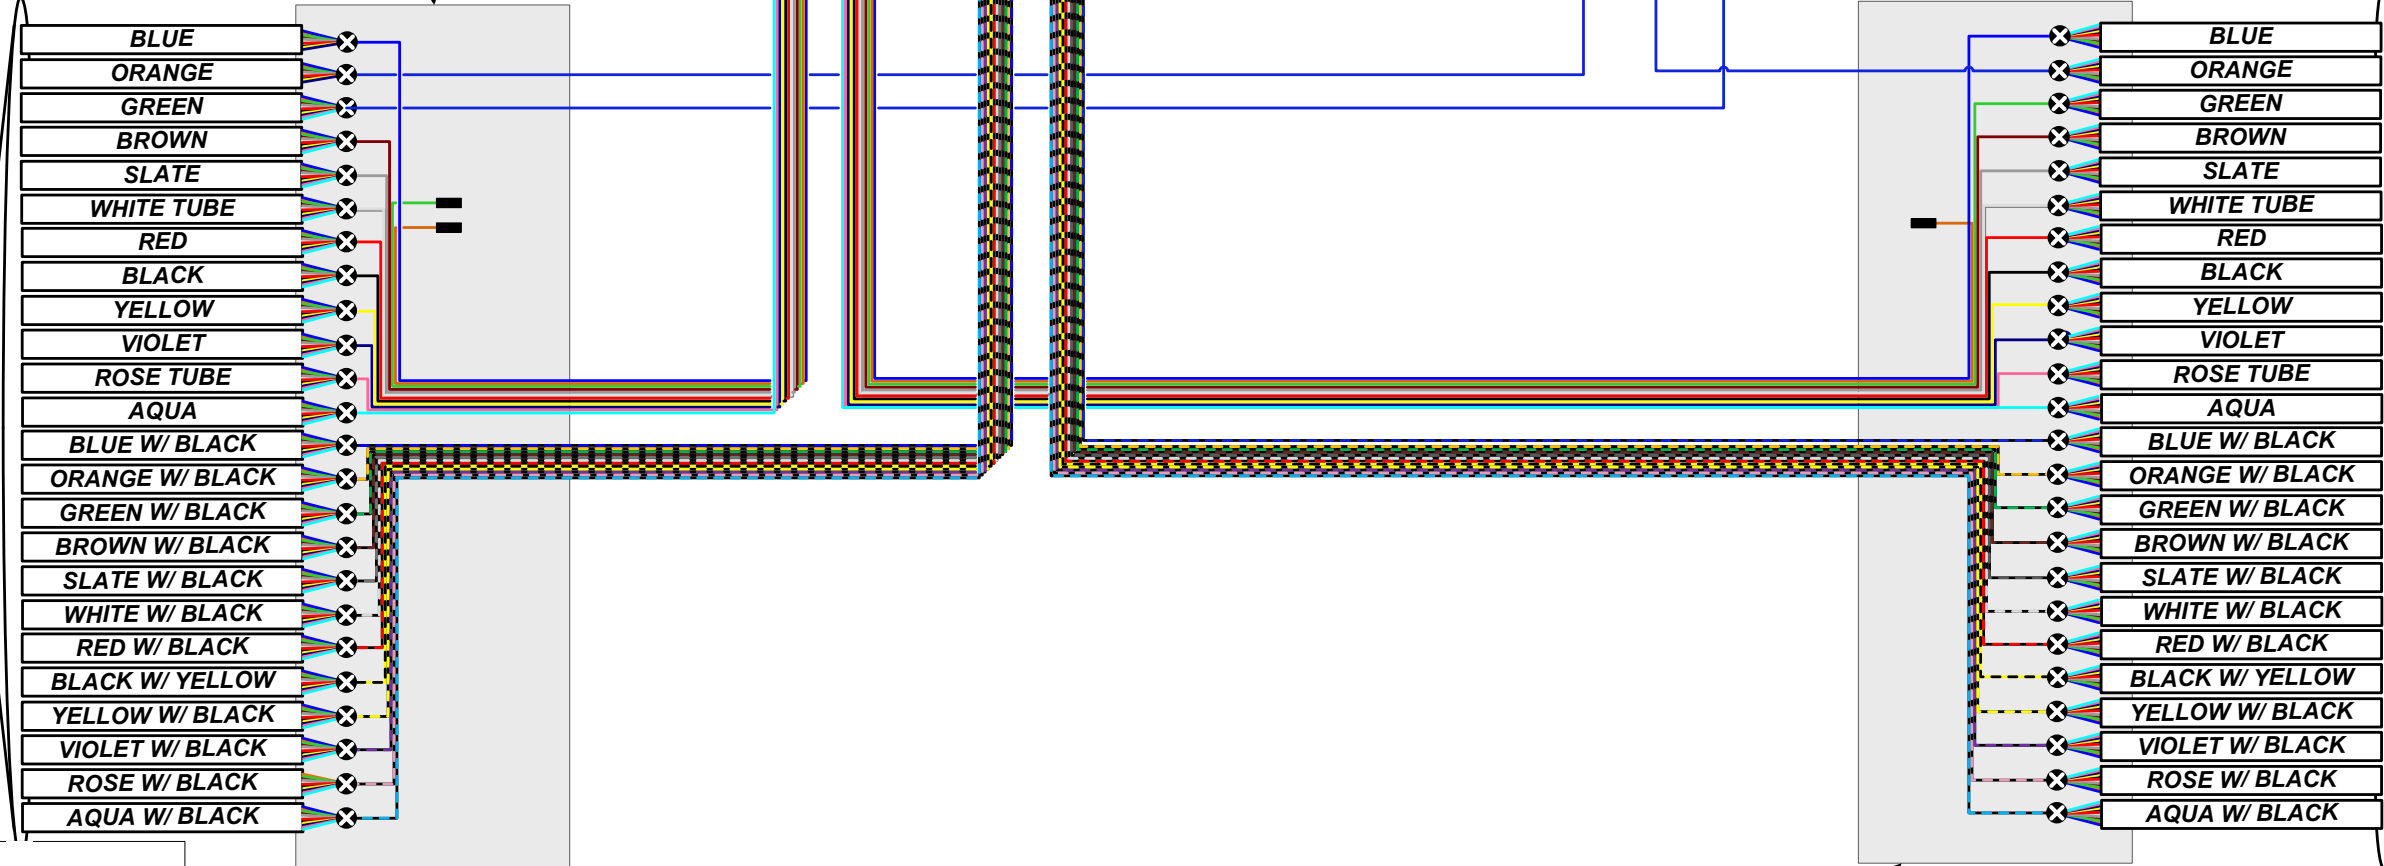 BLUE
ORANGE
GREEN
BROWN
SLATE
WHITE TUBE
RED
BLACK
YELLOW
VIOLET
ROSE TUBE
AQUA
BLUE W/ BLACK
ORANGE W/ BLACK
GREEN W/ BLACK
BROWN W/ BLACK
SLATE W/ BLACK
WHITE W/ BLACK
RED W/ BLACK
BLACK W/ YELLOW
YELLOW W/ BLACK
VIOLET W/ BLACK
ROSE W/ BLACK
AQUA W/ BLACK
BLUE
ORANGE
GREEN
BROWN
SLATE
WHITE TUBE
RED
BLACK
YELLOW
VIOLET
ROSE TUBE
AQUA
BLUE W/ BLACK
ORANGE W/ BLACK
GREEN W/ BLACK
BROWN W/ BLACK
SLATE W/ BLACK
WHITE W/ BLACK
RED W/ BLACK
BLACK W/ YELLOW
YELLOW W/ BLACK
VIOLET W/ BLACK
ROSE W/ BLACK
AQUA W/ BLACK